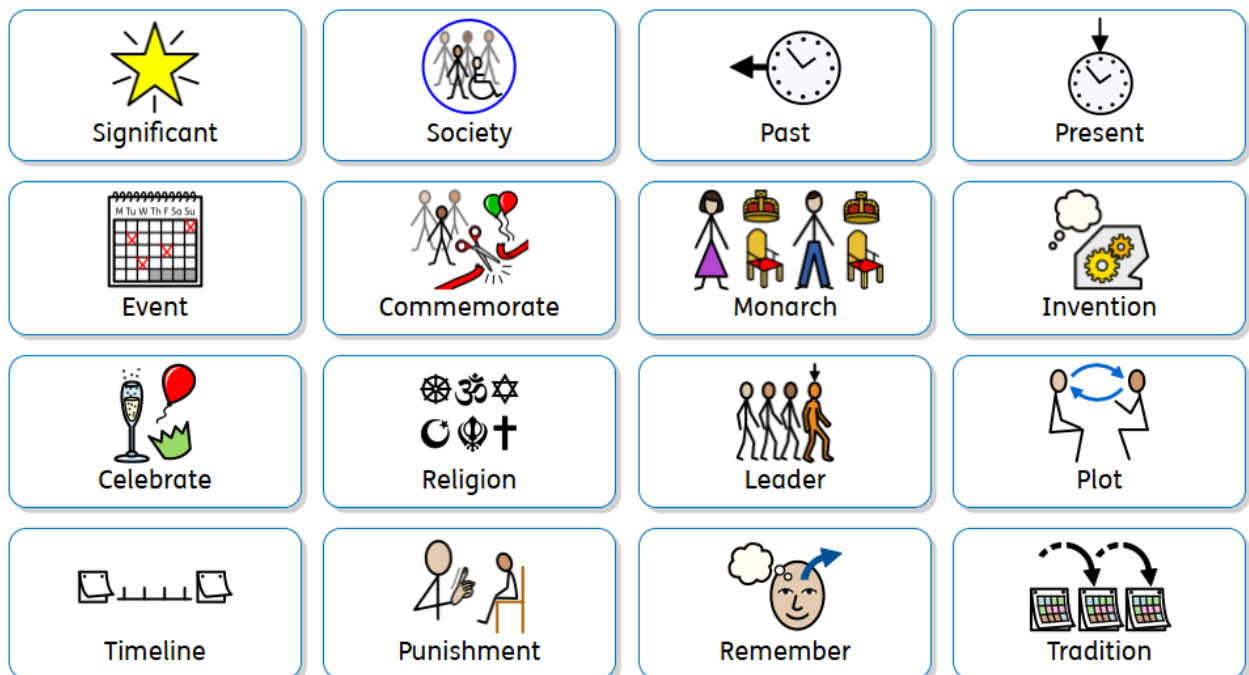 Significant
Society
Past
Present
M Tu W Th F Sa Su
Event
Commemorate
Monarch
Invention
Celebrate
Religion
Leader
Plot
Timeline
Punishment
Remember
Tradition